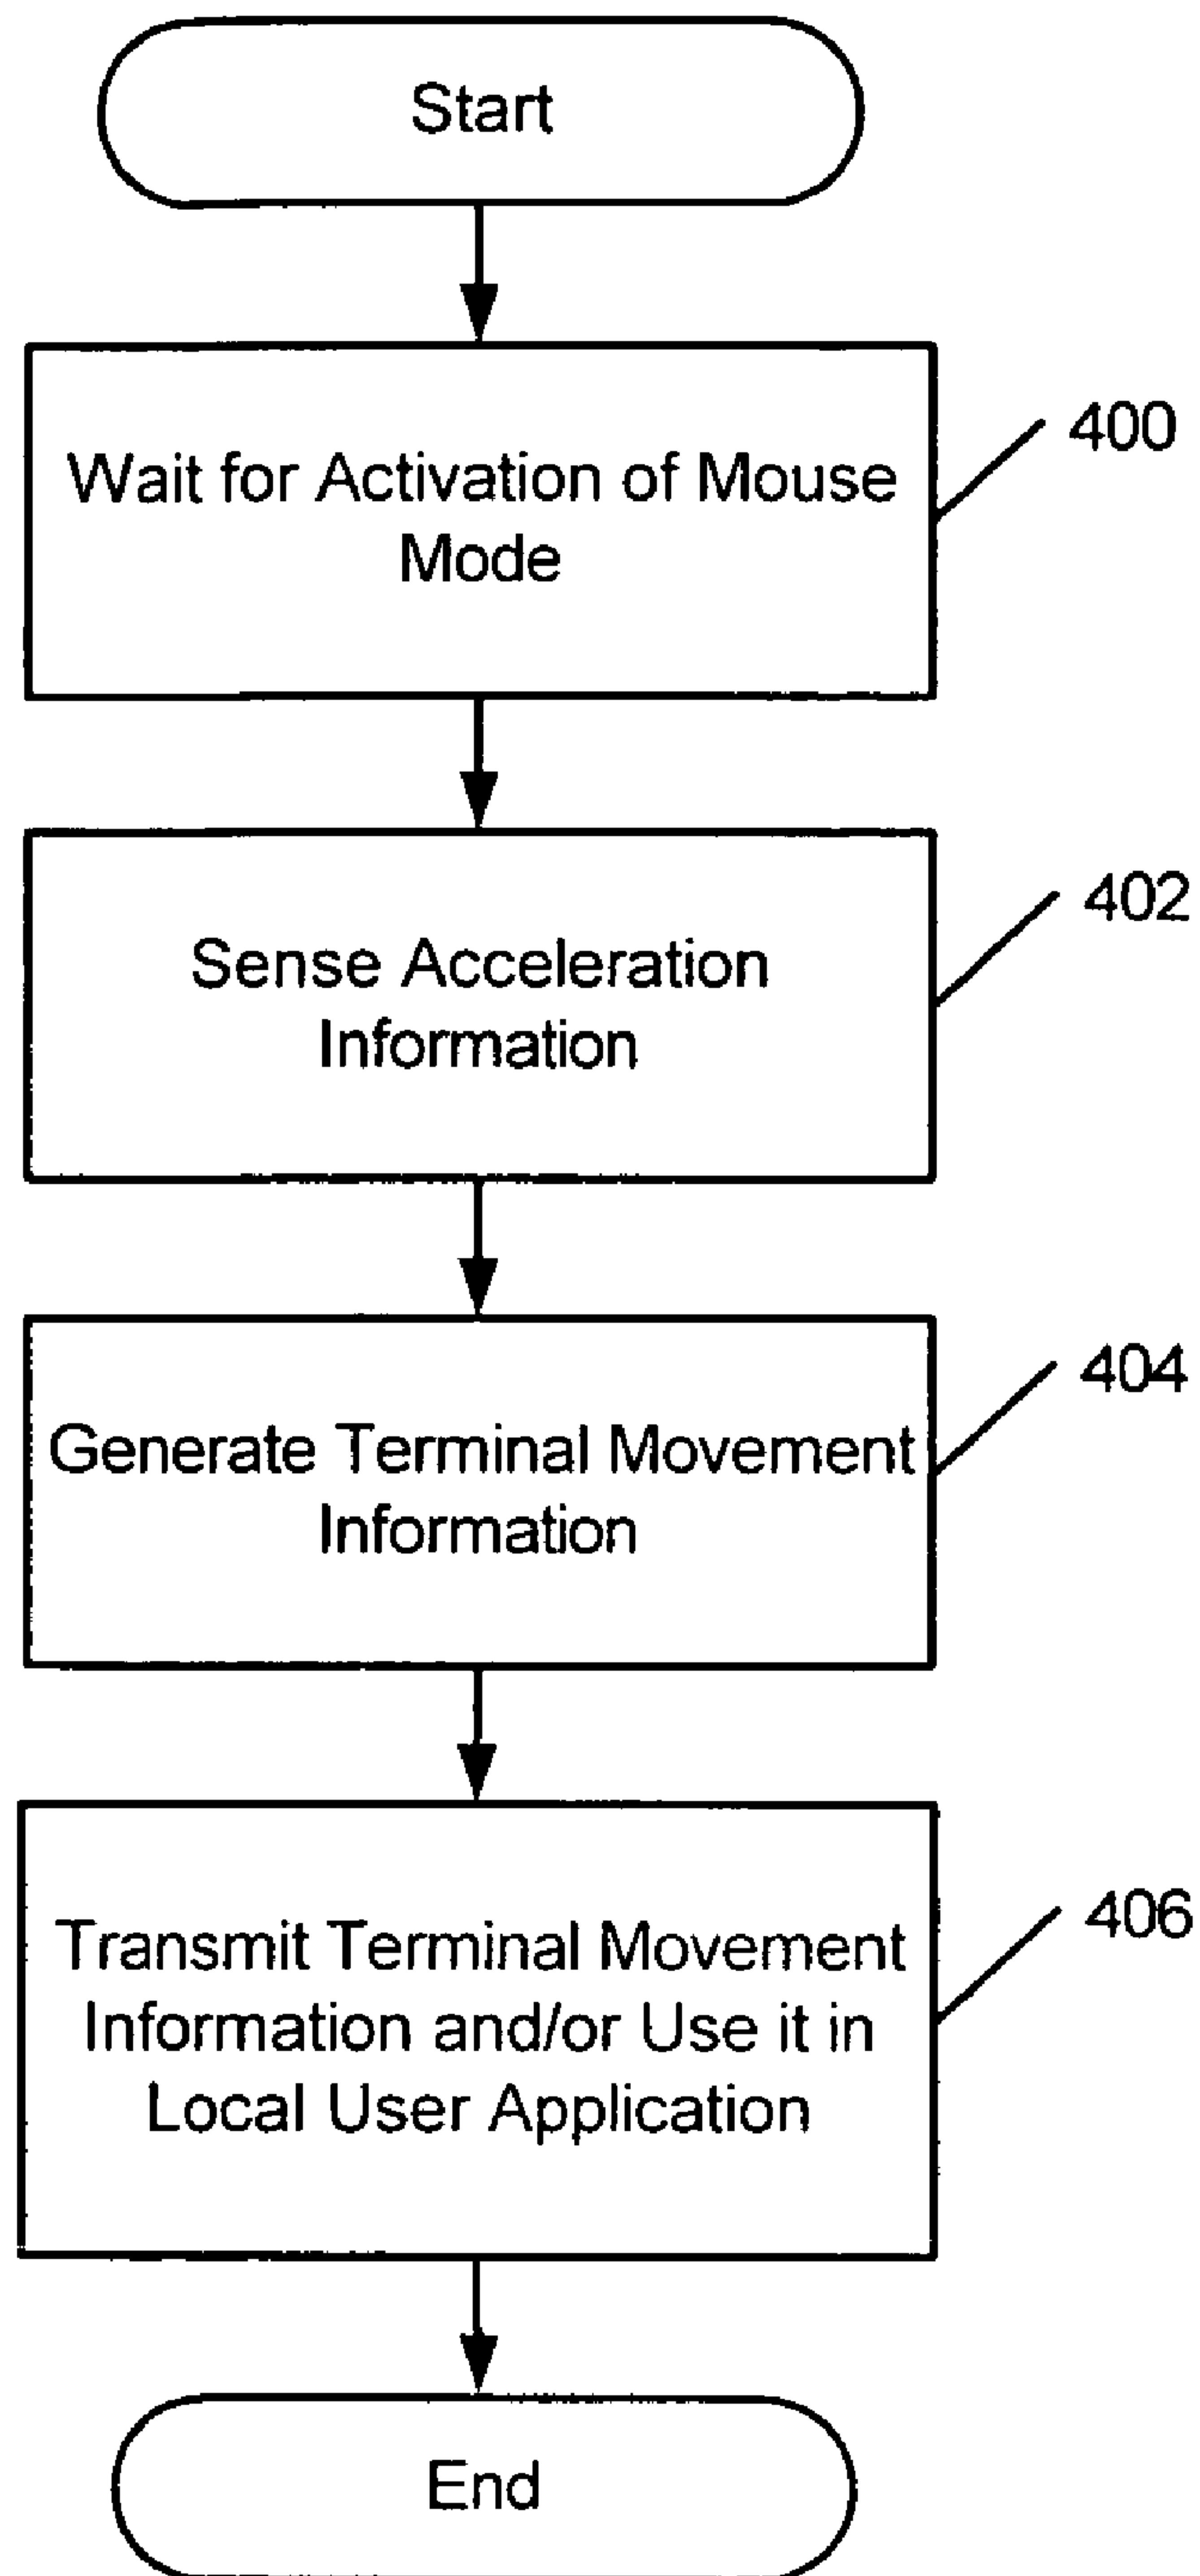 Start
Wait for Activation of Mouse
Mode
400
Sense Acceleration
Information
402
Generate Terminal Movement
Information
404
Transmit Terminal Movement
Information and/or Use it in
Local User Application
406
End